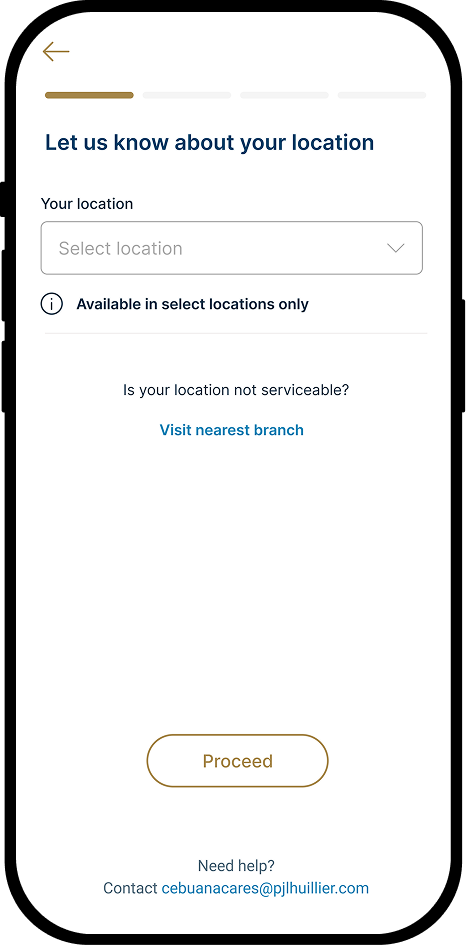 Let us know about your location
Your location
Select location
Available in select locations only
Is your location not serviceable?
Visit nearest branch
Proceed
Need help?
Contact cebuanacares@pjlhuillier.com